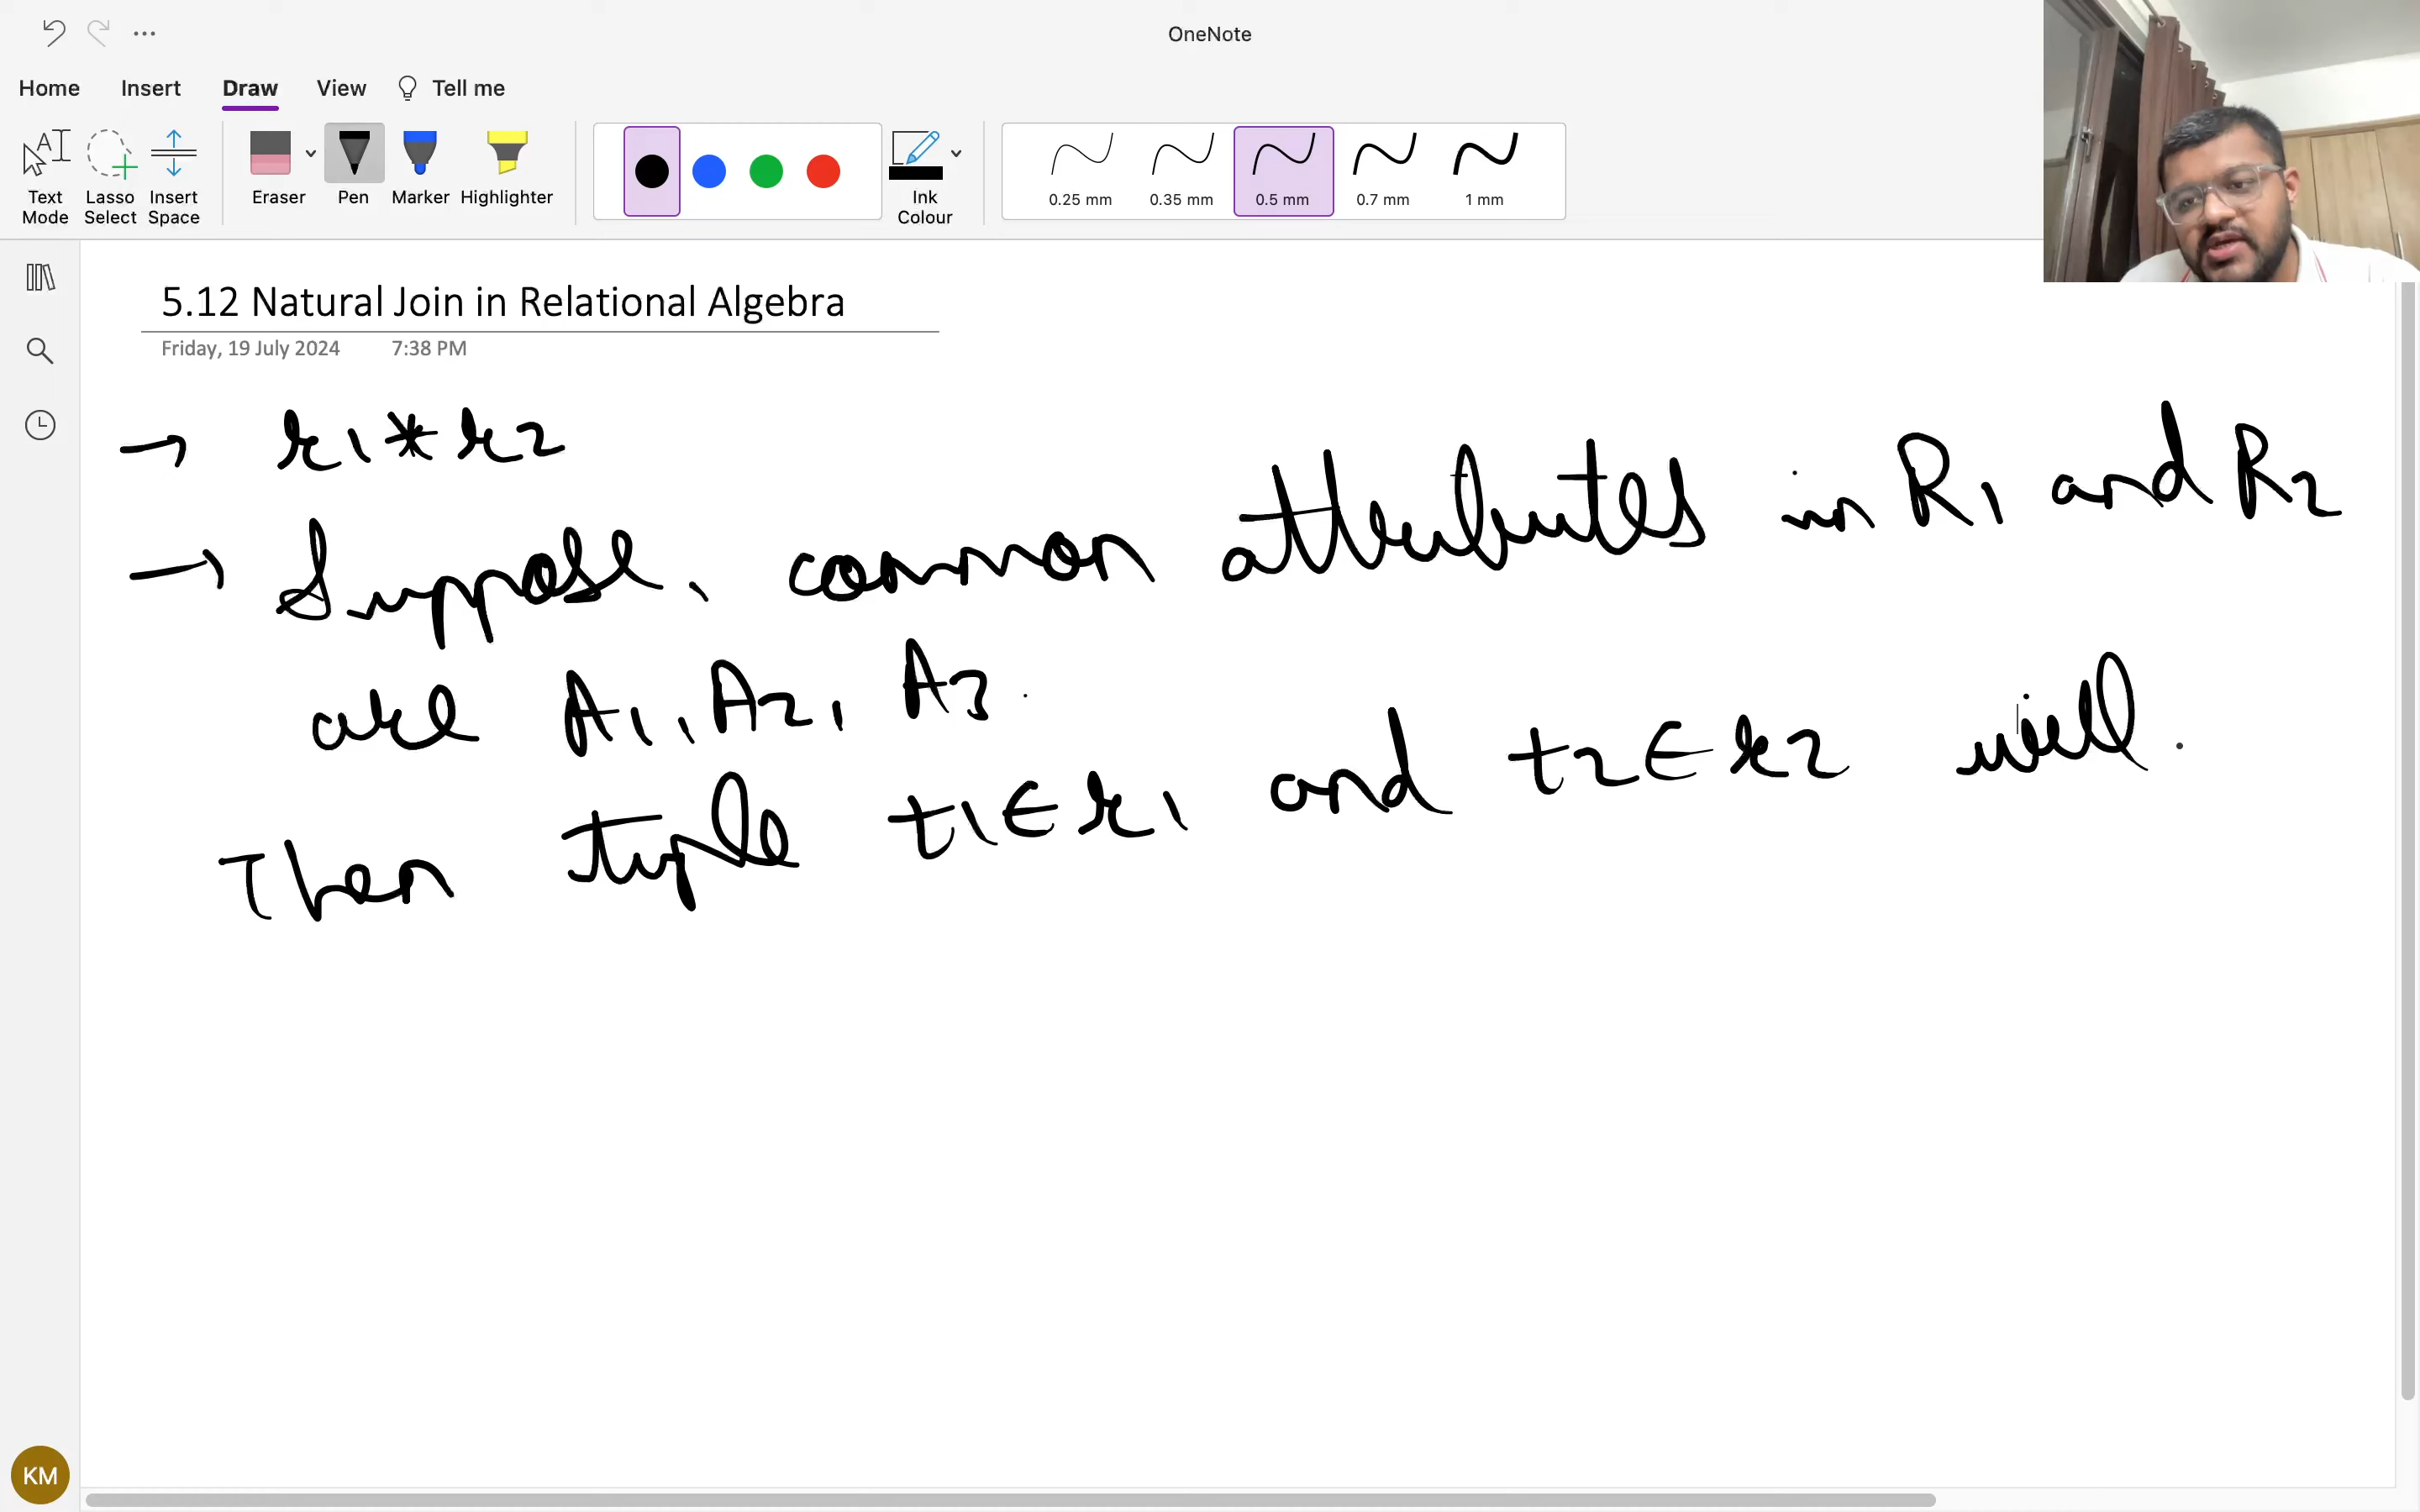 OneNote
Home Insert Draw View Tell me
Text Mode Lasso Select Insert Space Eraser Pen Marker Highlighter Ink Colour 0.25 mm 0.35 mm 0.5 mm 0.7 mm 1 mm
5.12 Natural Join in Relational Algebra
Friday, 19 July 2024 7:38 PM
→ r1*r2
→ Suppose, common attributes in R1 and R2
are A1, A2, A3.
Then tuple t1∈r1 and t2∈r2 will.
KM